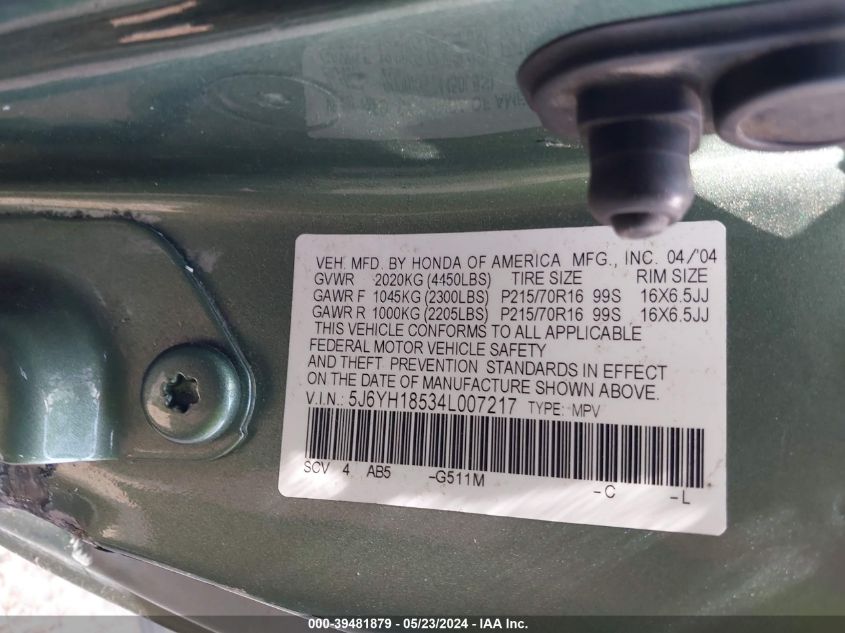 VEH. MFD. BY HONDA OF AMERICA MFG., INC. 04/'04
GVWR 2020KG (4450LBS) TIRE SIZE RIM SIZE
GAWR F 1045KG (2300LBS) P215/70R16 99S 16X6.5JJ
GAWR R 1000KG (2205LBS) P215/70R16 99S 16X6.5JJ
THIS VEHICLE CONFORMS TO ALL APPLICABLE
FEDERAL MOTOR VEHICLE SAFETY
AND THEFT PREVENTION STANDARDS IN EFFECT
ON THE DATE OF MANUFACTURE SHOWN ABOVE.
V.I.N.: 5J6YH18534L007217 TYPE: MPV
SCV 4 AB5 -G511M -C -L
000-39481879 - 05/23/2024 - IAA Inc.